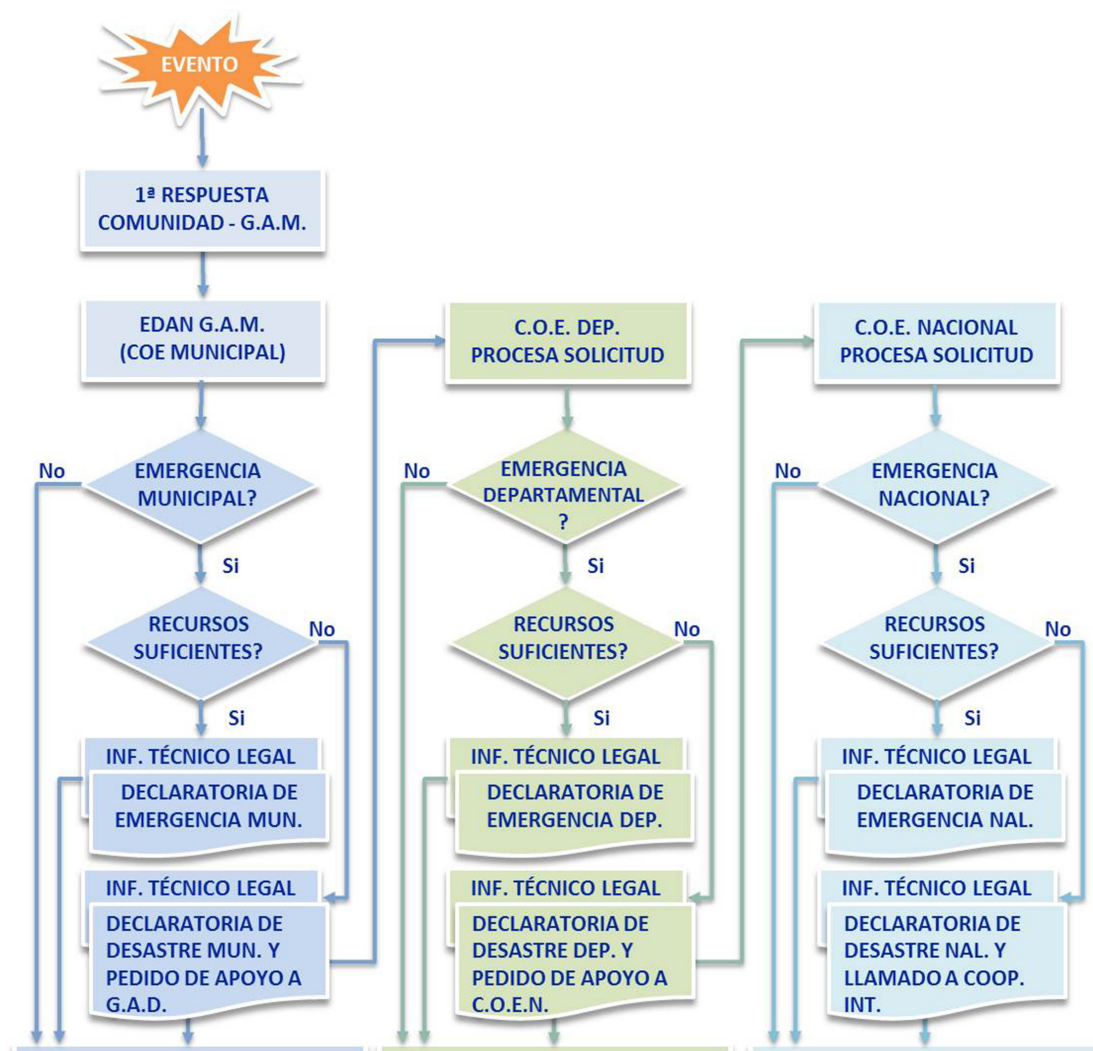 EVENTO
1ª RESPUESTA
COMUNIDAD - G.A.M.
EDAN G.A.M.
(COE MUNICIPAL)
No
EMERGENCIA
MUNICIPAL?
Si
RECURSOS
SUFICIENTES?
No
Si
INF. TÉCNICO LEGAL
DECLARATORIA DE
EMERGENCIA MUN.
INF. TÉCNICO LEGAL
DECLARATORIA DE
DESASTRE MUN. Y
PEDIDO DE APOYO A
G.A.D.
C.O.E. DEP.
PROCESA SOLICITUD
No
EMERGENCIA
DEPARTAMENTAL
?
Si
RECURSOS
SUFICIENTES?
No
Si
INF. TÉCNICO LEGAL
DECLARATORIA DE
EMERGENCIA DEP.
INF. TÉCNICO LEGAL
DECLARATORIA DE
DESASTRE DEP. Y
PEDIDO DE APOYO A
C.O.E.N.
C.O.E. NACIONAL
PROCESA SOLICITUD
No
EMERGENCIA
NACIONAL?
Si
RECURSOS
SUFICIENTES?
No
Si
INF. TÉCNICO LEGAL
DECLARATORIA DE
EMERGENCIA NAL.
INF. TÉCNICO LEGAL
DECLARATORIA DE
DESASTRE NAL. Y
LLAMADO A COOP.
INT.